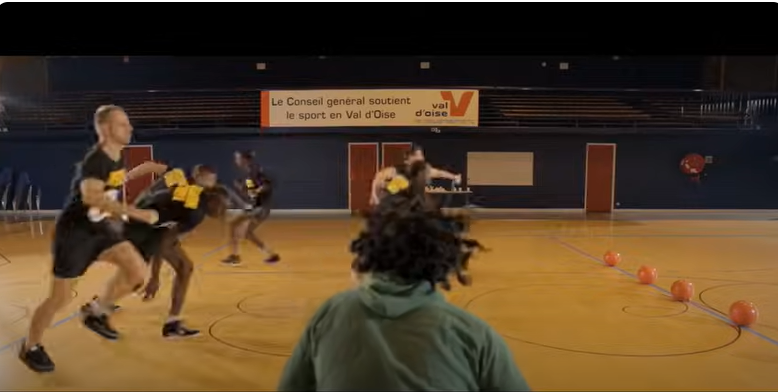 Le Conseil général soutient
le sport en Val d'Oise
val
d'oise